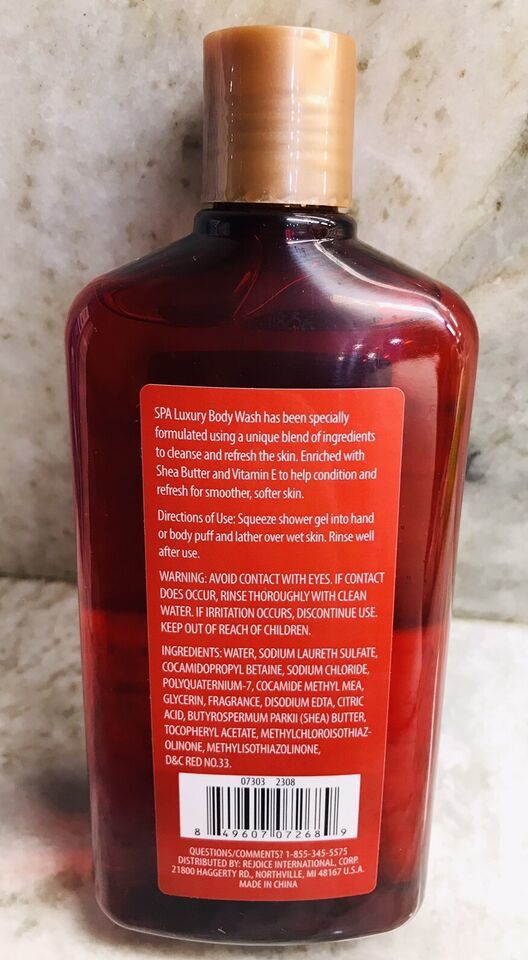 SPA Luxury Body Wash has been specially
formulated using a unique blend of ingredients
to cleanse and refresh the skin. Enriched with
Shea Butter and Vitamin E to help condition and
refresh for smoother, softer skin.
Directions of Use: Squeeze shower gel into hand
or body puff and lather over wet skin. Rinse well
after use.
WARNING: AVOID CONTACT WITH EYES. IF CONTACT
DOES OCCUR, RINSE THOROUGHLY WITH CLEAN
WATER. IF IRRITATION OCCURS, DISCONTINUE USE.
KEEP OUT OF REACH OF CHILDREN.
INGREDIENTS: WATER, SODIUM LAURETH SULFATE,
COCAMIDOPROPYL BETAINE, SODIUM CHLORIDE,
POLYQUATERNIUM-7, COCAMIDE METHYL MEA,
GLYCERIN, FRAGRANCE, DISODIUM EDTA, CITRIC
ACID, BUTYROSPERMUM PARKII (SHEA) BUTTER,
TOCOPHERYL ACETATE, METHYLCHLOROISOTHIAZ-
OLINONE, METHYLISOTHIAZOLINONE,
D&C RED NO.33.
07303 2308
8 49607 07268 9
QUESTIONS/COMMENTS? 1-855-345-5575
DISTRIBUTED BY: REJOICE INTERNATIONAL, CORP.
21800 HAGGERTY RD., NORTHVILLE, MI 48167 U.S.A.
MADE IN CHINA